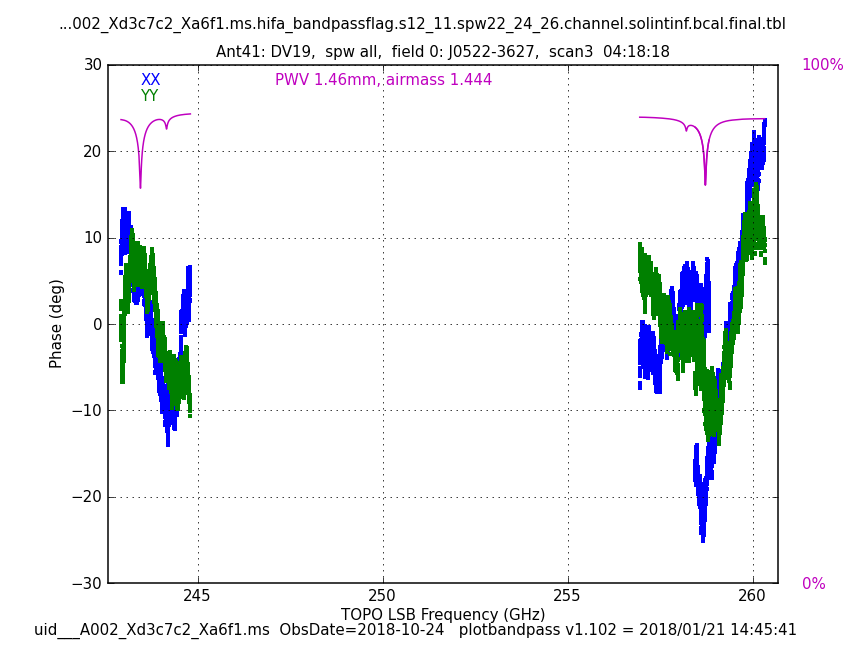 ...002_Xd3c7c2_Xa6f1.ms.hifa_bandpassflag.s12_11.spw22_24_26.channel.solintinf.bcal.final.tbl
Ant41: DV19,  spw all,  field 0: J0522-3627,  scan3  04:18:18
30
XX
PWV 1.46mm, airmass 1.444
100%
YY
20
10
0
Phase (deg)
−10
−20
−30
0%
245
250
255
260
TOPO LSB Frequency (GHz)
uid___A002_Xd3c7c2_Xa6f1.ms  ObsDate=2018-10-24   plotbandpass v1.102 = 2018/01/21 14:45:41